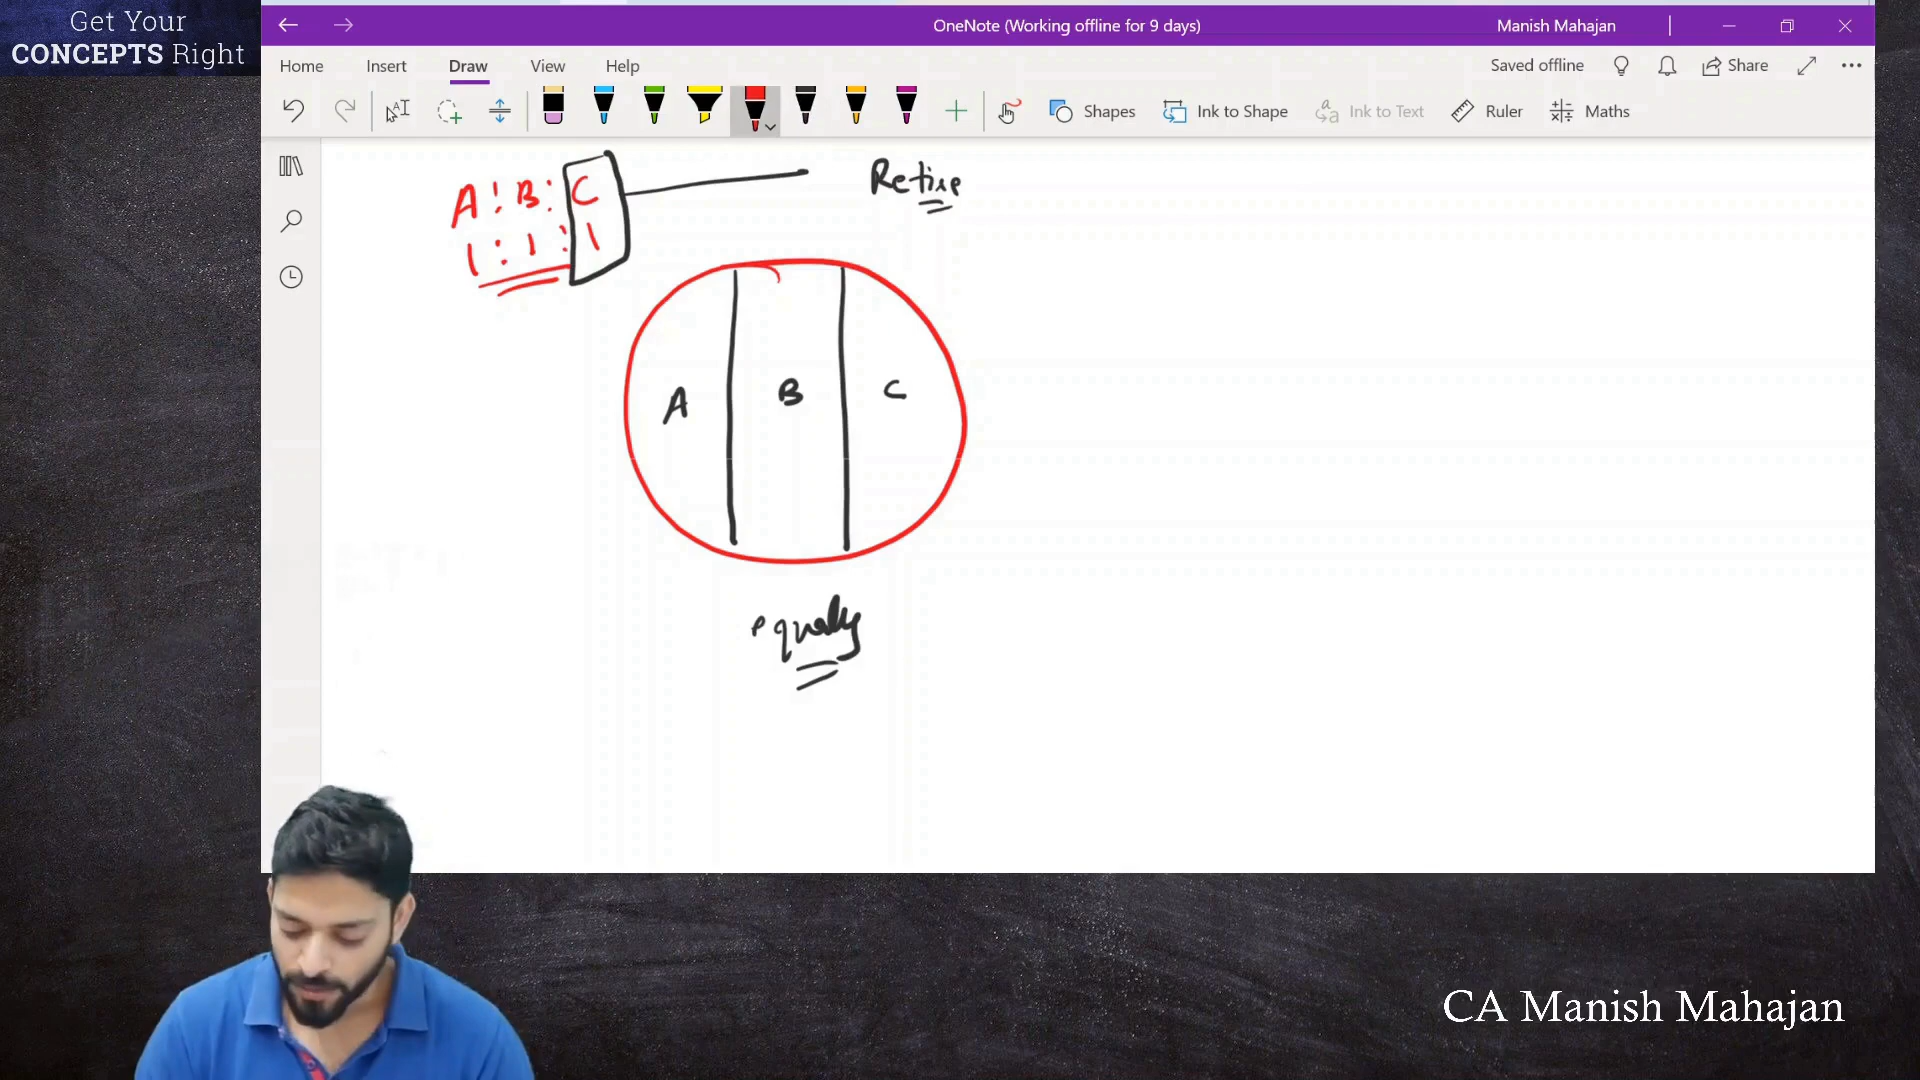 Get Your
CONCEPTS Right
OneNote (Working offline for 9 days)
Manish Mahajan
Home Insert Draw View Help
Saved offline
Share
Shapes
Ink to Shape
Ink to Text
Ruler
Maths
A : B : C
1 : 1 : 1
Retire
A B C
equally
CA Manish Mahajan